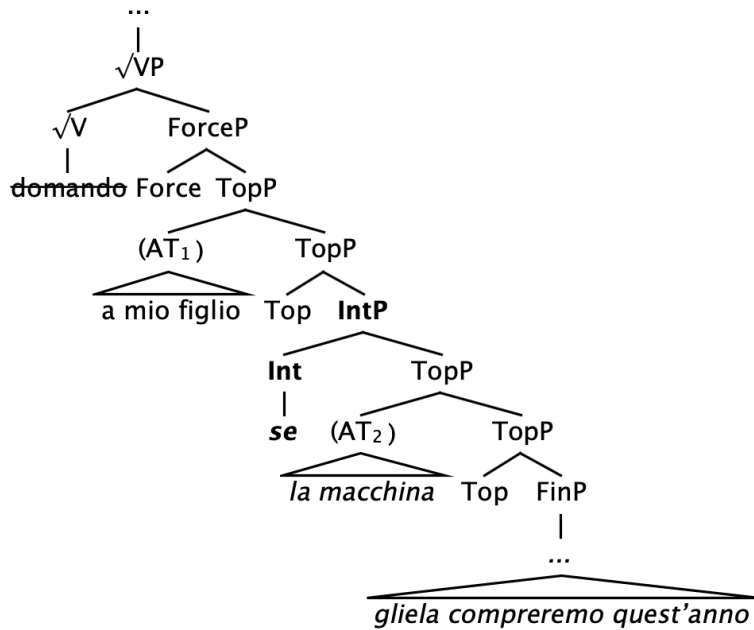 ...
√VP
√V ForceP
domando Force TopP
(AT₁) TopP
a mio figlio Top IntP
Int TopP
se (AT₂) TopP
la macchina Top FinP
...
gliela compreremo quest'anno